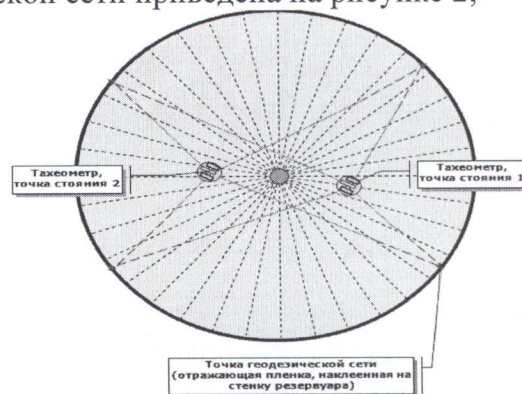 ской сети приведена на рисунке 2;
Тахеометр,
точка стояния 2
Тахеометр,
точка стояния 1
Точка геодезической сети
(отражающая пленка, наклеенная на
стенку резервуара)